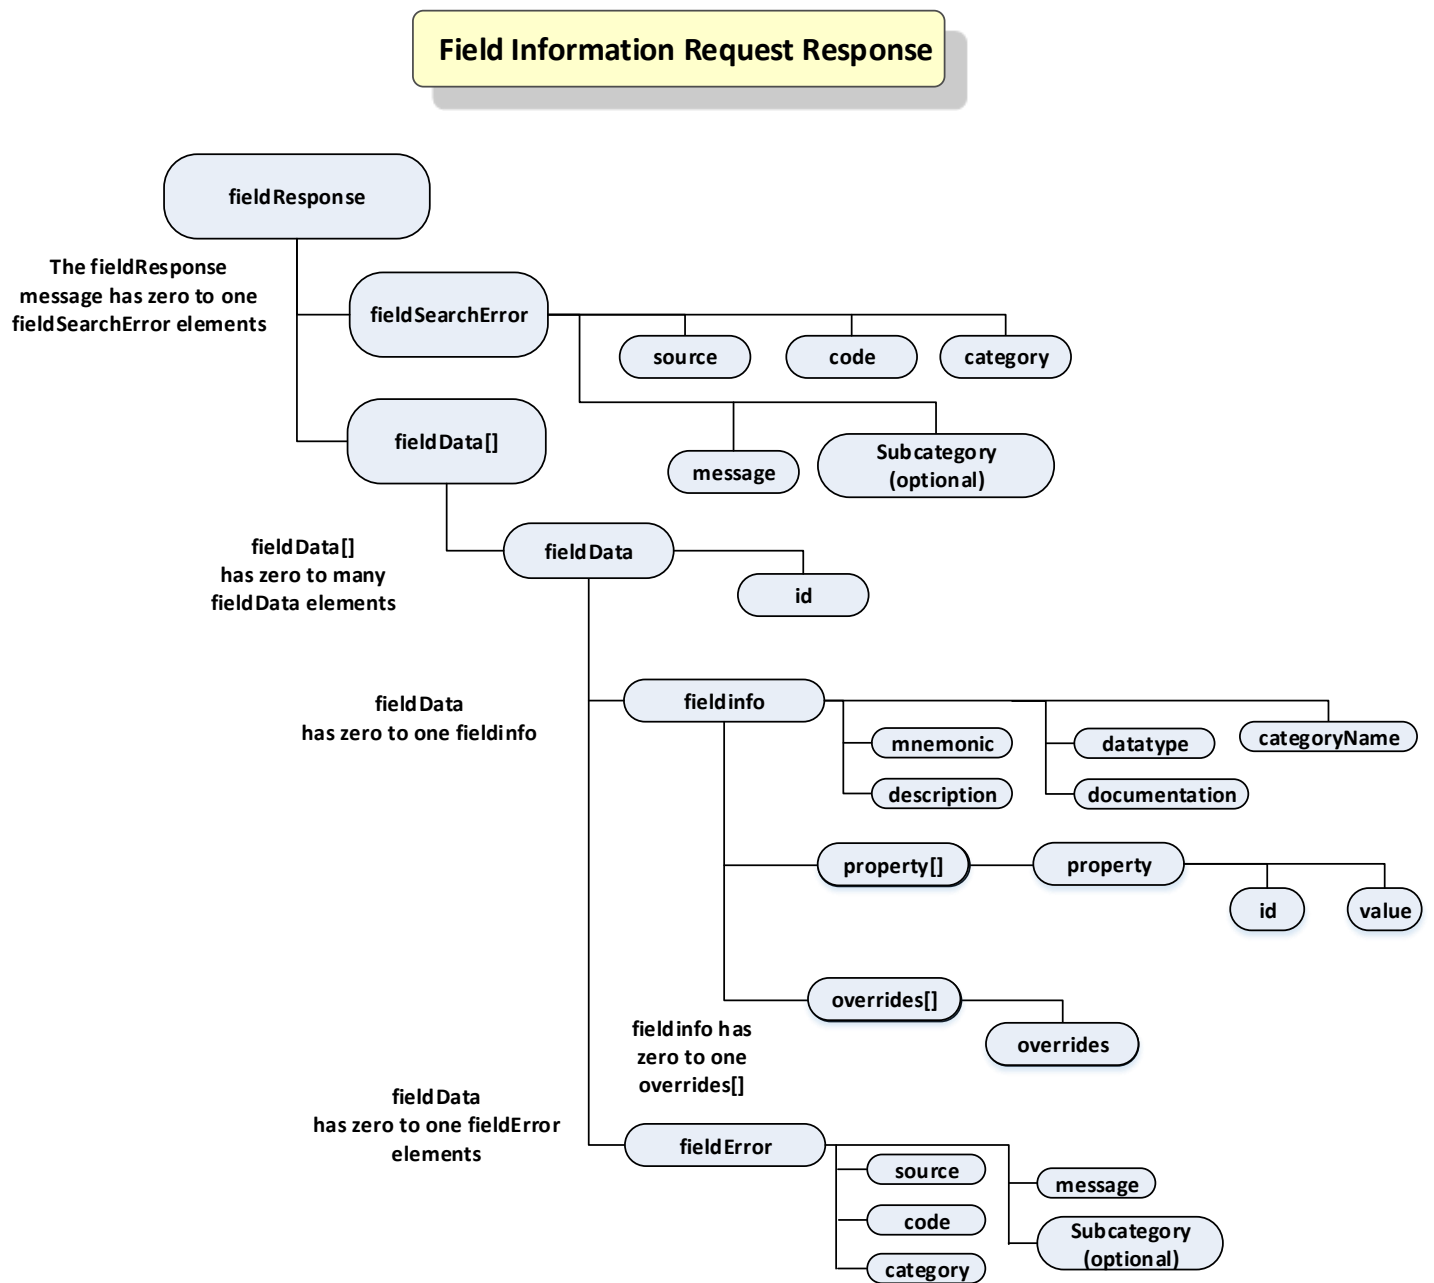 Field Information Request Response
fieldResponse
The fieldResponse
message has zero to one
fieldSearchError elements
fieldSearchError
source
code
category
fieldData[]
message
Subcategory
(optional)
fieldData[]
has zero to many
fieldData elements
fieldData
id
fieldData
has zero to one fieldinfo
fieldinfo
mnemonic
datatype
categoryName
description
documentation
property[]
property
id
value
overrides[]
overrides
fieldinfo has
zero to one
overrides[]
fieldData
has zero to one fieldError
elements
fieldError
source
message
code
Subcategory
(optional)
category